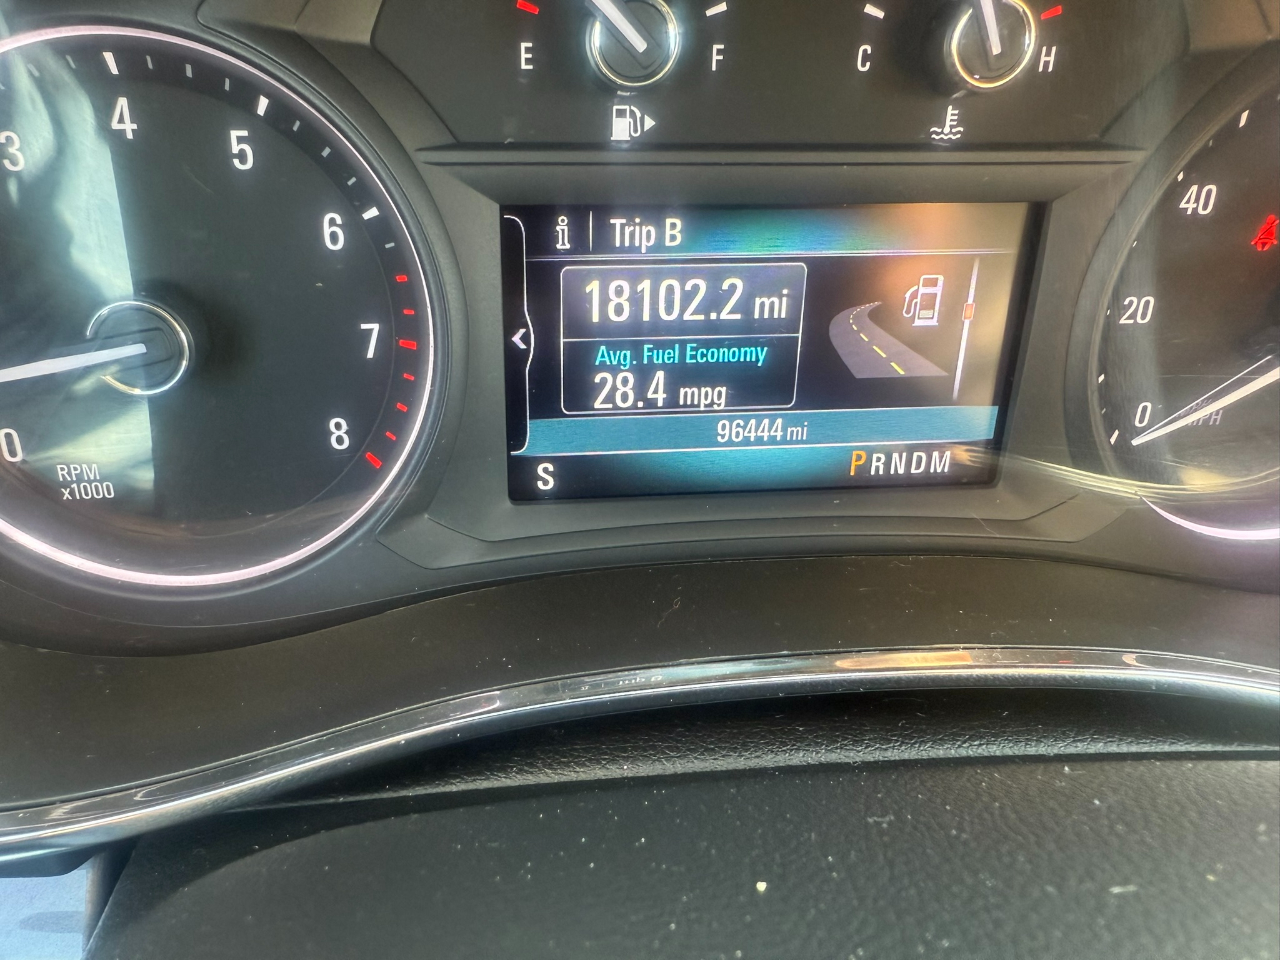 E F C H
3 4 5 6 7 8 0
RPM
x1000
i Trip B
18102.2 mi
Avg. Fuel Economy
28.4 mpg
96444 mi
S PRNDM
40
20
0
MPH